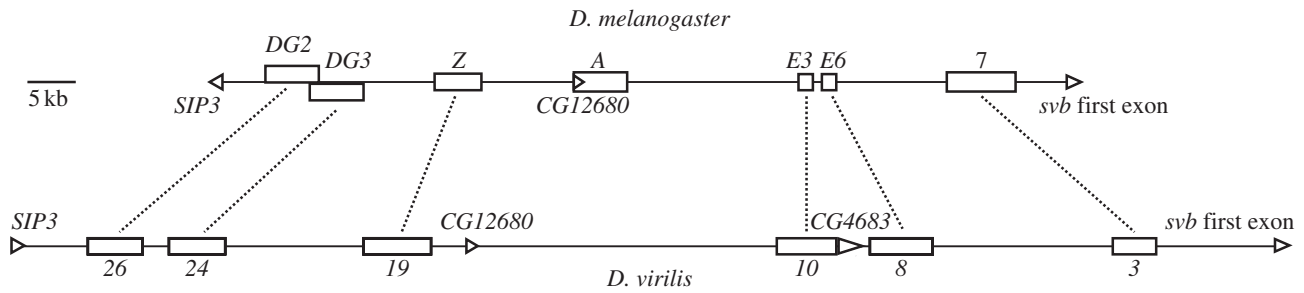 D. melanogaster
DG2
DG3
Z
A
E3 E6
7
5 kb
SIP3
CG12680
svb first exon
SIP3
CG12680
CG4683
svb first exon
26
24
19
10
8
3
D. virilis